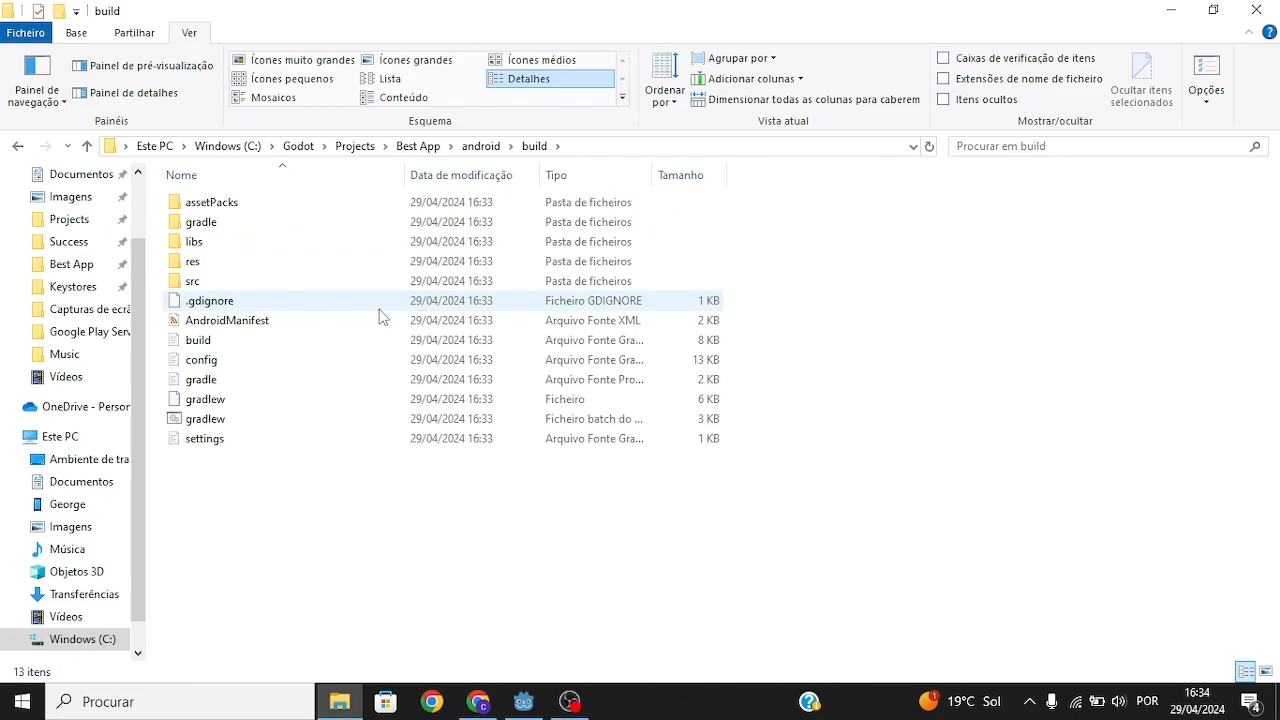 build
Ficheiro Base Partilhar Ver
Painel de navegação
Painel de pré-visualização
Painel de detalhes
Painéis
Ícones muito grandes Ícones grandes Ícones médios
Ícones pequenos Lista Detalhes
Mosaicos Conteúdo
Esquema
Ordenar por
Agrupar por
Adicionar colunas
Dimensionar todas as colunas para caberem
Vista atual
Caixas de verificação de itens
Extensões de nome de ficheiro
Itens ocultos
Ocultar itens selecionados
Mostrar/ocultar
Opções
Este PC > Windows (C:) > Godot > Projects > Best App > android > build >
Procurar em build
Documentos
Imagens
Projects
Success
Best App
Keystores
Capturas de ecrã
Google Play Serv
Music
Vídeos
OneDrive - Person
Este PC
Ambiente de tra
Documentos
George
Imagens
Música
Objetos 3D
Transferências
Vídeos
Windows (C:)
Nome Data de modificação Tipo Tamanho
assetPacks 29/04/2024 16:33 Pasta de ficheiros
gradle 29/04/2024 16:33 Pasta de ficheiros
libs 29/04/2024 16:33 Pasta de ficheiros
res 29/04/2024 16:33 Pasta de ficheiros
src 29/04/2024 16:33 Pasta de ficheiros
.gdignore 29/04/2024 16:33 Ficheiro GDIGNORE 1 KB
AndroidManifest 29/04/2024 16:33 Arquivo Fonte XML 2 KB
build 29/04/2024 16:33 Arquivo Fonte Gra... 8 KB
config 29/04/2024 16:33 Arquivo Fonte Gra... 13 KB
gradle 29/04/2024 16:33 Arquivo Fonte Pro... 2 KB
gradlew 29/04/2024 16:33 Ficheiro 6 KB
gradlew 29/04/2024 16:33 Ficheiro batch do ... 3 KB
settings 29/04/2024 16:33 Arquivo Fonte Gra... 1 KB
13 itens
Procurar
1 19°C Sol POR 16:34
29/04/2024 4